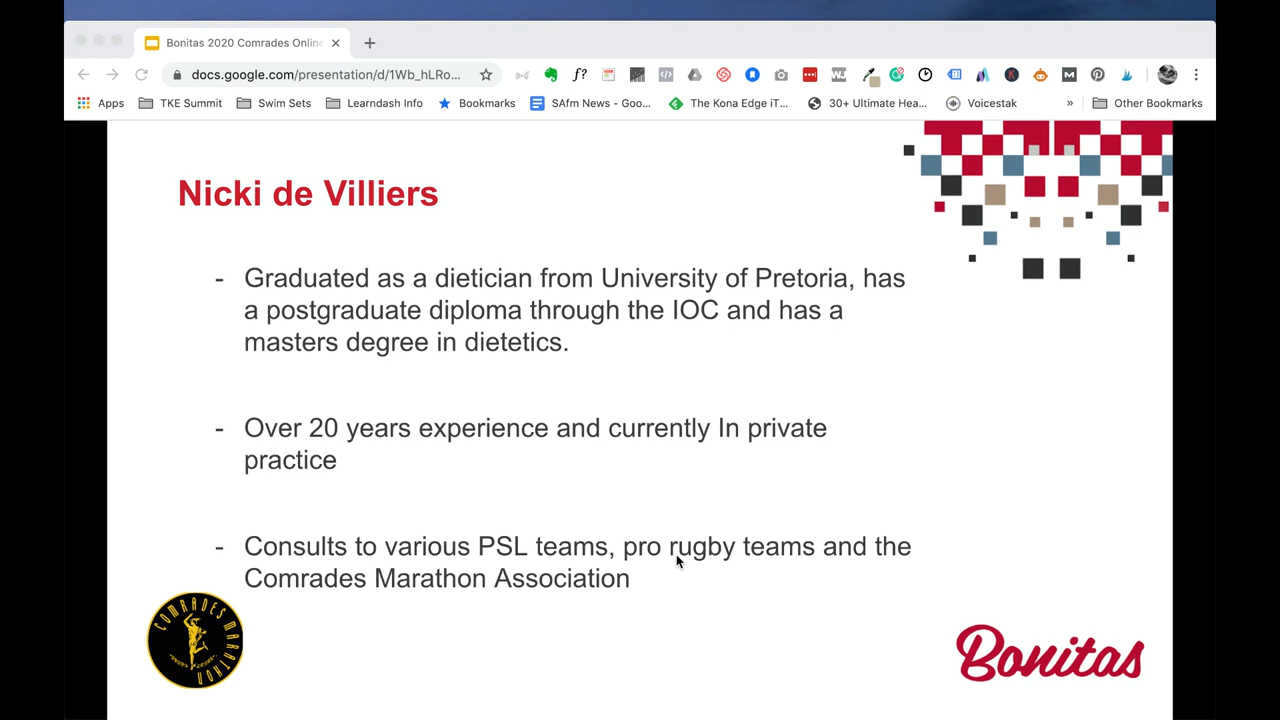 Bonitas 2020 Comrades Onlin
docs.google.com/presentation/d/1Wb_hLRo...
Apps TKE Summit Swim Sets Learndash Info Bookmarks SAfm News - Goo... The Kona Edge iT... 30+ Ultimate Hea... Voicestak » Other Bookmarks
Nicki de Villiers
- Graduated as a dietician from University of Pretoria, has
a postgraduate diploma through the IOC and has a
masters degree in dietetics.
- Over 20 years experience and currently In private
practice
- Consults to various PSL teams, pro rugby teams and the
Comrades Marathon Association
COMRADES MARATHON
Bonitas